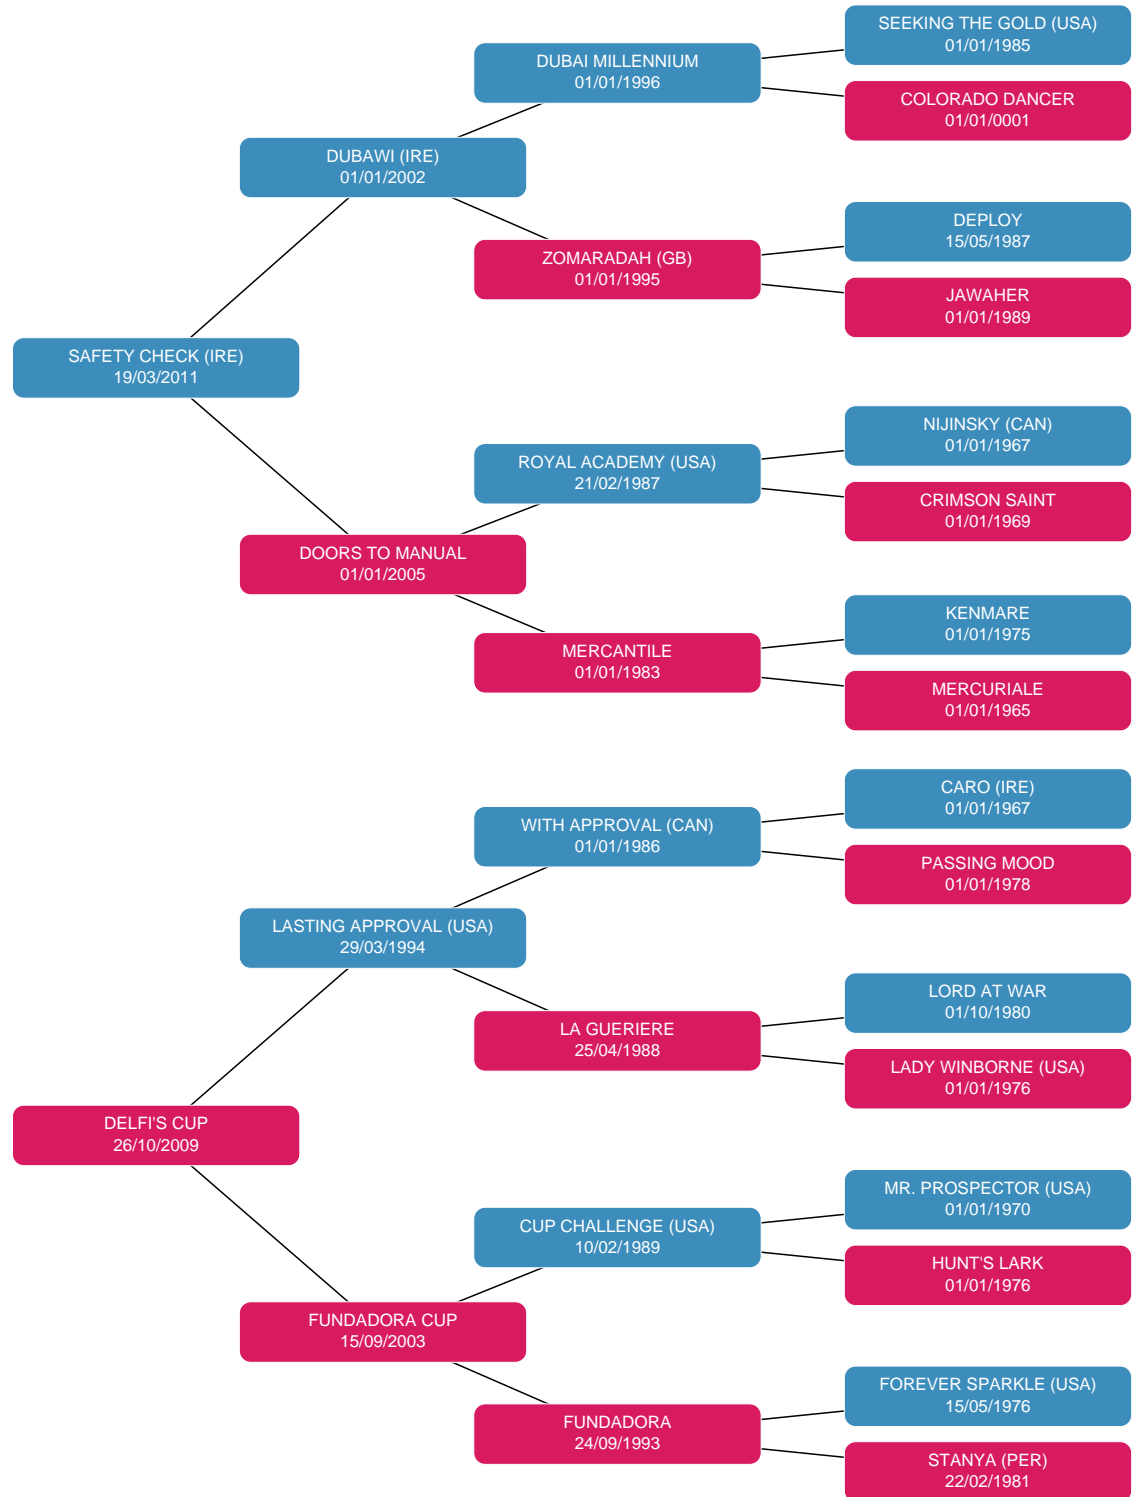 SEEKING THE GOLD (USA)
01/01/1985
DUBAI MILLENNIUM
01/01/1996
COLORADO DANCER
01/01/0001
DUBAWI (IRE)
01/01/2002
DEPLOY
15/05/1987
ZOMARADAH (GB)
01/01/1995
JAWAHER
01/01/1989
SAFETY CHECK (IRE)
19/03/2011
NIJINSKY (CAN)
01/01/1967
ROYAL ACADEMY (USA)
21/02/1987
CRIMSON SAINT
01/01/1969
DOORS TO MANUAL
01/01/2005
KENMARE
01/01/1975
MERCANTILE
01/01/1983
MERCURIALE
01/01/1965
CARO (IRE)
01/01/1967
WITH APPROVAL (CAN)
01/01/1986
PASSING MOOD
01/01/1978
LASTING APPROVAL (USA)
29/03/1994
LORD AT WAR
01/10/1980
LA GUERIERE
25/04/1988
LADY WINBORNE (USA)
01/01/1976
DELFI'S CUP
26/10/2009
MR. PROSPECTOR (USA)
01/01/1970
CUP CHALLENGE (USA)
10/02/1989
HUNT'S LARK
01/01/1976
FUNDADORA CUP
15/09/2003
FOREVER SPARKLE (USA)
15/05/1976
FUNDADORA
24/09/1993
STANYA (PER)
22/02/1981